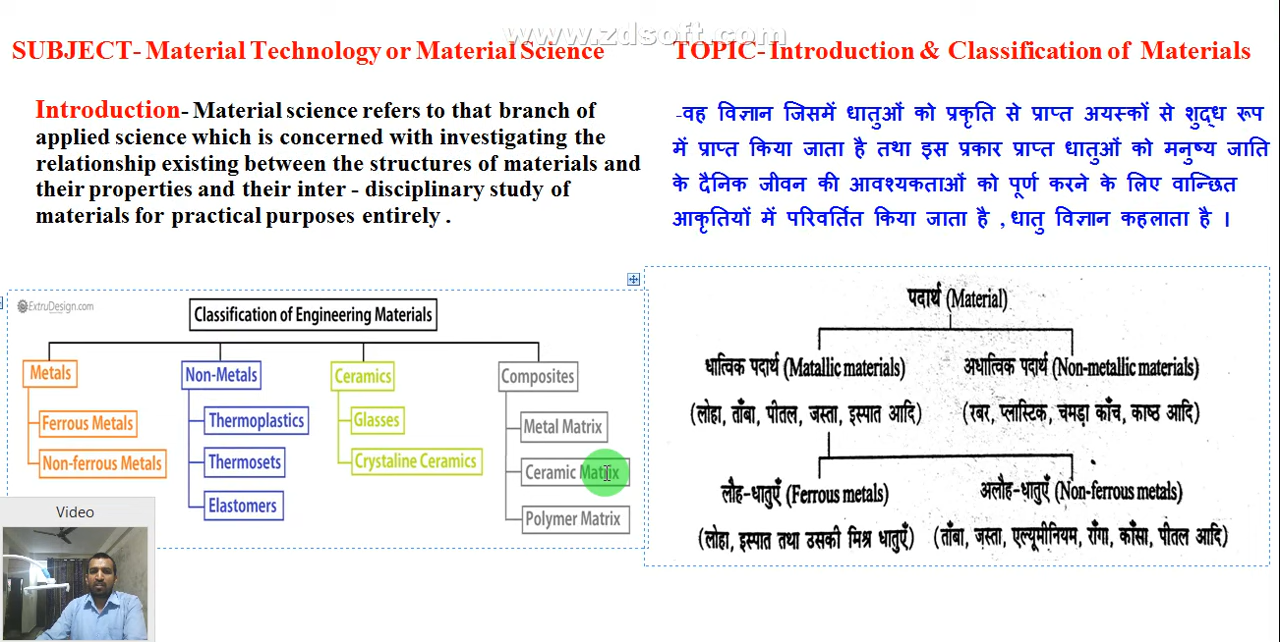 www.zdsoft.com
SUBJECT- Material Technology or Material Science
TOPIC- Introduction & Classification of Materials
Introduction- Material science refers to that branch of
applied science which is concerned with investigating the
relationship existing between the structures of materials and
their properties and their inter - disciplinary study of
materials for practical purposes entirely .
-वह विज्ञान जिसमें धातुओं को प्रकृति से प्राप्त अयस्कों से शुद्ध रूप
में प्राप्त किया जाता है तथा इस प्रकार प्राप्त धातुओं को मनुष्य जाति
के दैनिक जीवन की आवश्यकताओं को पूर्ण करने के लिए वान्छित
आकृतियों में परिवर्तित किया जाता है , धातु विज्ञान कहलाता है ।
ExtruDesign.com
Classification of Engineering Materials
Metals
Ferrous Metals
Non-ferrous Metals
Non-Metals
Thermoplastics
Thermosets
Elastomers
Ceramics
Glasses
Crystaline Ceramics
Composites
Metal Matrix
Ceramic Matrix
Polymer Matrix
पदार्थ (Material)
धात्विक पदार्थ (Matallic materials)
अधात्विक पदार्थ (Non-metallic materials)
(लोहा, ताँबा, पीतल, जस्ता, इस्पात आदि)
(रबर, प्लास्टिक, चमड़ा काँच, काष्ठ आदि)
लौह-धातुएँ (Ferrous metals)
अलौह-धातुएँ (Non-ferrous metals)
(लोहा, इस्पात तथा उसकी मिश्र धातुएँ)
(ताँबा, जस्ता, एल्यूमीनियम, राँगा, काँसा, पीतल आदि)
Video